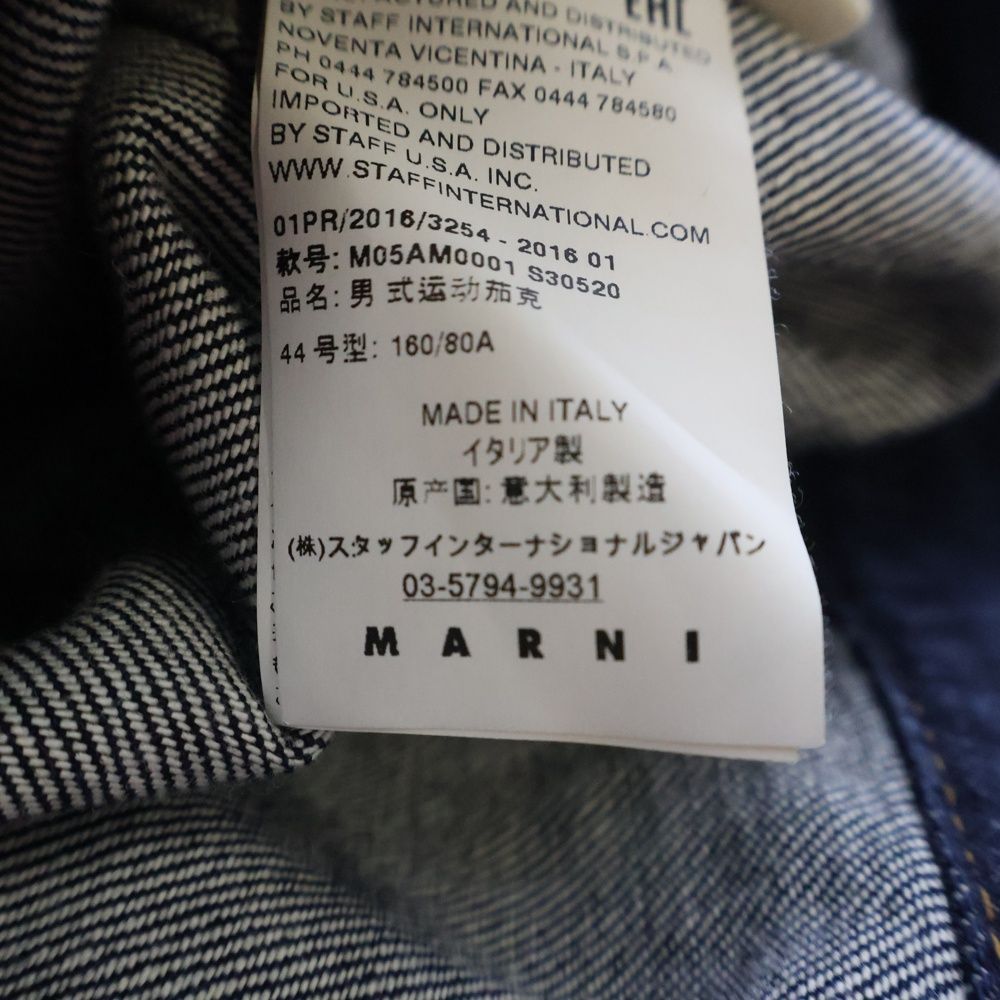 AND DISTRIBUTED
EAC
BY STAFF INTERNATIONAL S.P.A.
NOVENTA VICENTINA - ITALY
PH 0444 784500 FAX 0444 784580
FOR U.S.A. ONLY
IMPORTED AND DISTRIBUTED
BY STAFF U.S.A. INC.
WWW.STAFFINTERNATIONAL.COM
01PR/2016/3254 - 2016 01
款号: M05AM0001 S30520
品名: 男式运动茄克
44 号型: 160/80A
MADE IN ITALY
イタリア製
原产国: 意大利製造
(株)スタッフインターナショナルジャパン
03-5794-9931
MARNI